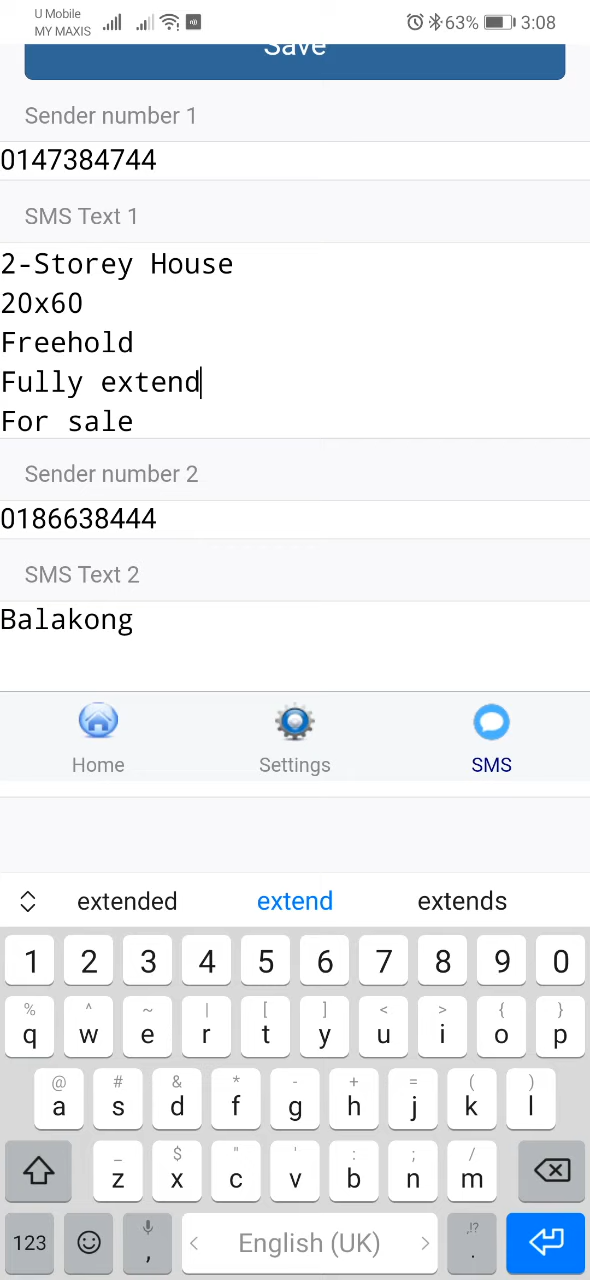 U Mobile
MY MAXIS
63% 3:08
Save
Sender number 1
0147384744
SMS Text 1
2-Storey House
20x60
Freehold
Fully extend
For sale
Sender number 2
0186638444
SMS Text 2
Balakong
Home Settings SMS
extended extend extends
1 2 3 4 5 6 7 8 9 0
% ^ ~ | [ ] < > { }
q w e r t y u i o p
@ # & * - + = ( )
a s d f g h j k l
_ $ " ' : ; /
z x c v b n m
123 , < English (UK) > ,!? .